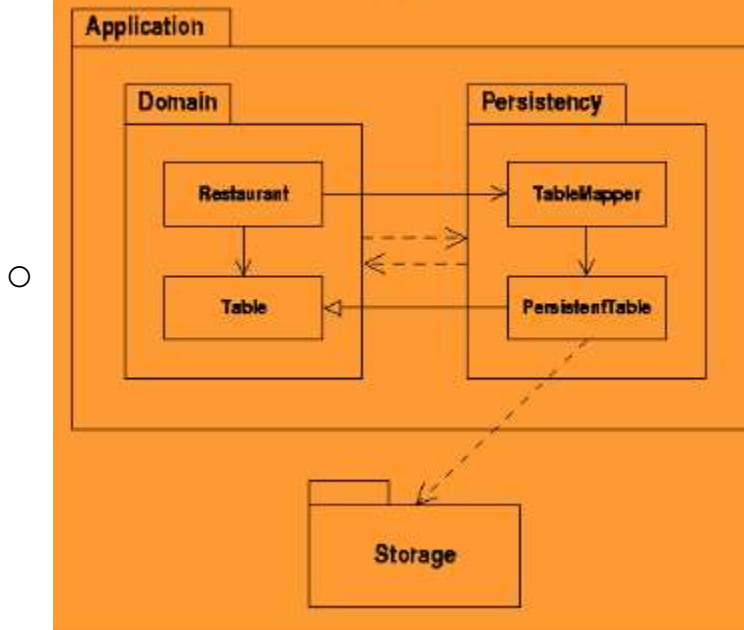 Application
Domain
Persistency
Restaurant
TableMapper
Table
PersistentTable
Storage